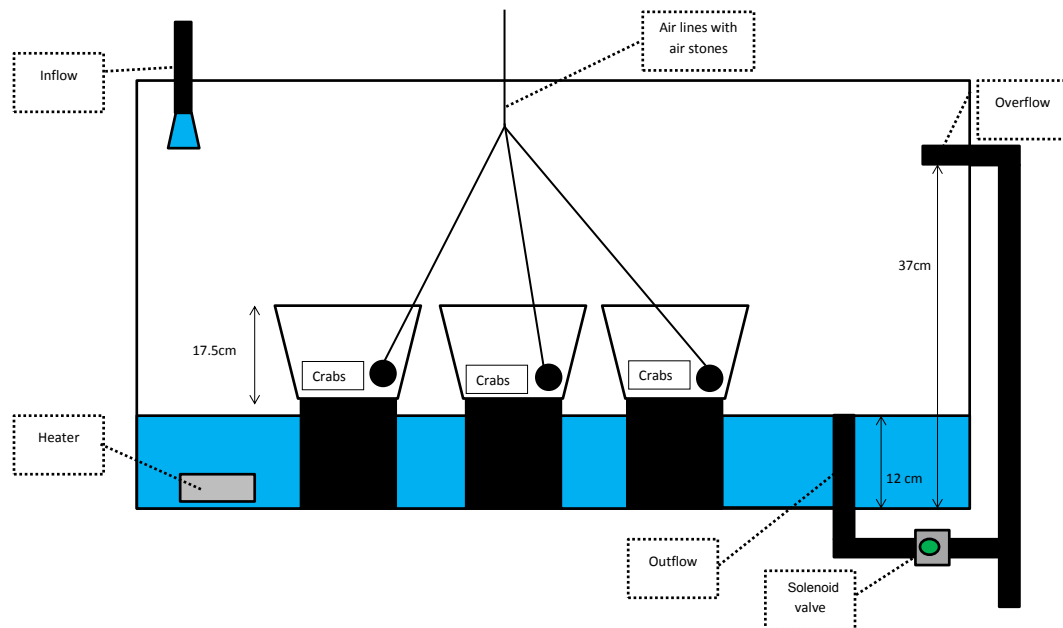 Air lines with
air stones
Inflow
Overflow
37cm
17.5cm
Crabs
Crabs
Crabs
Heater
12 cm
Outflow
Solenoid
valve